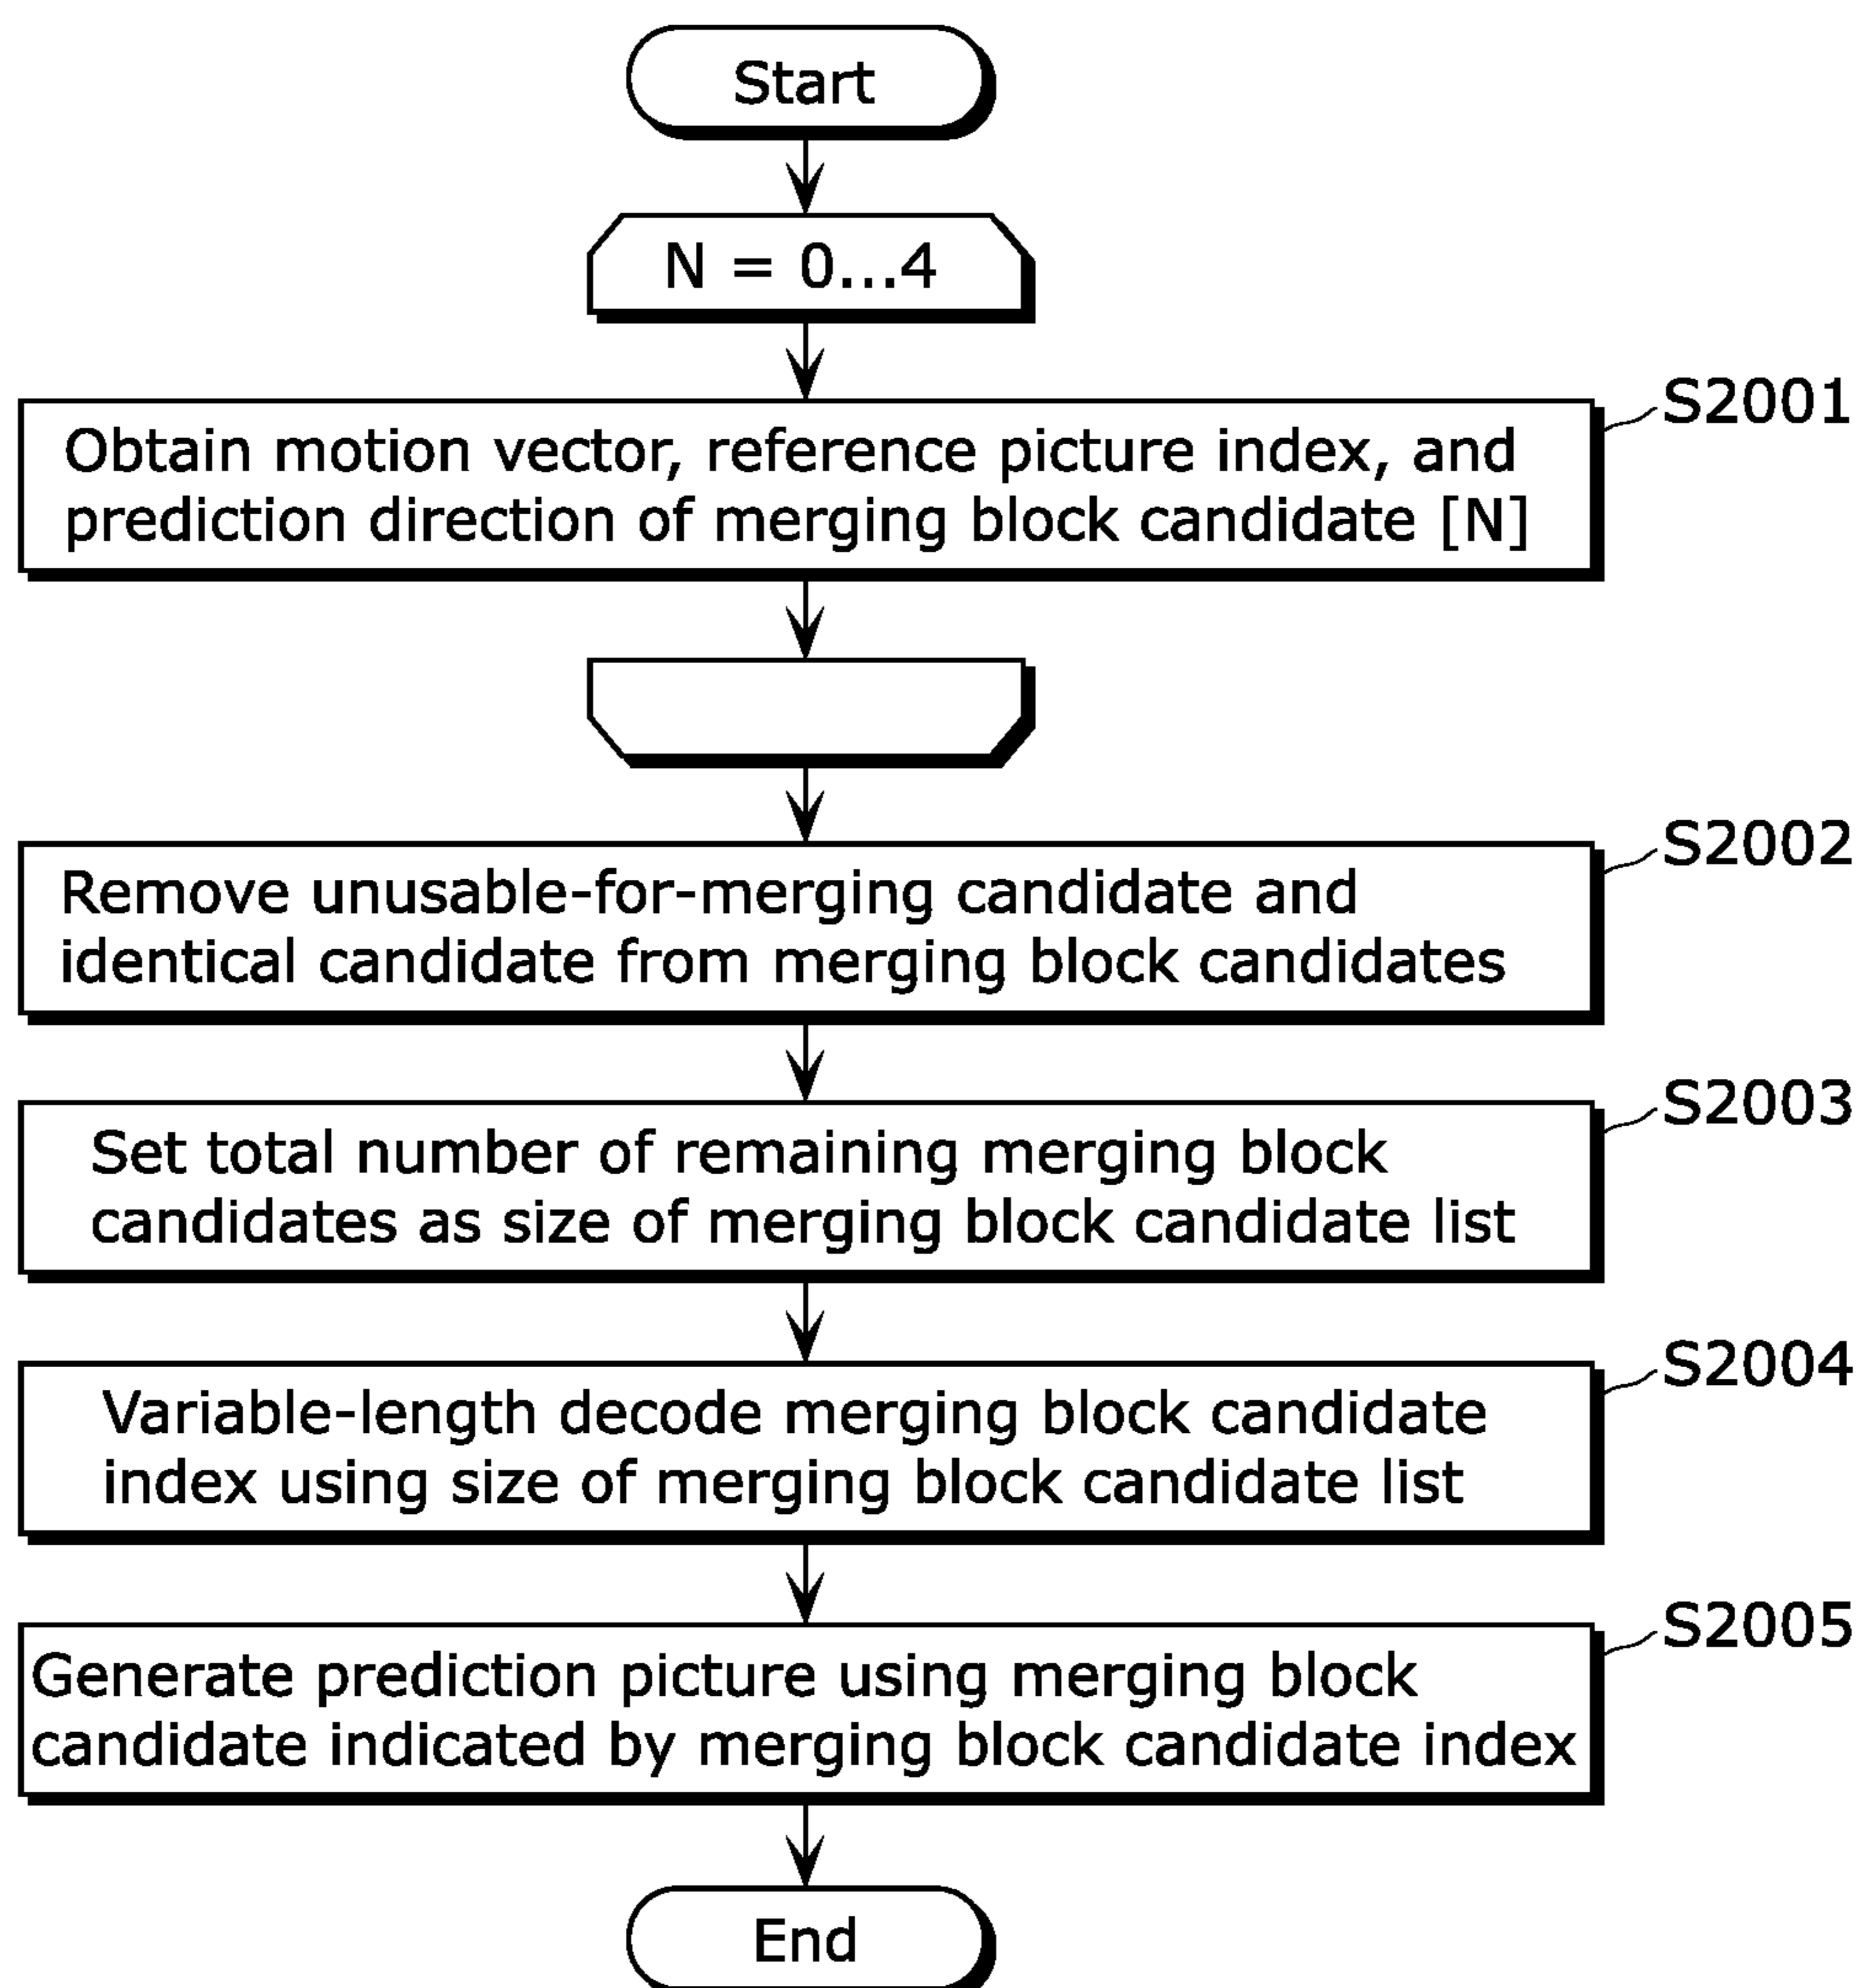 Start
N = 0...4
S2001
Obtain motion vector, reference picture index, and
prediction direction of merging block candidate [N]
S2002
Remove unusable-for-merging candidate and
identical candidate from merging block candidates
S2003
Set total number of remaining merging block
candidates as size of merging block candidate list
S2004
Variable-length decode merging block candidate
index using size of merging block candidate list
S2005
Generate prediction picture using merging block
candidate indicated by merging block candidate index
End